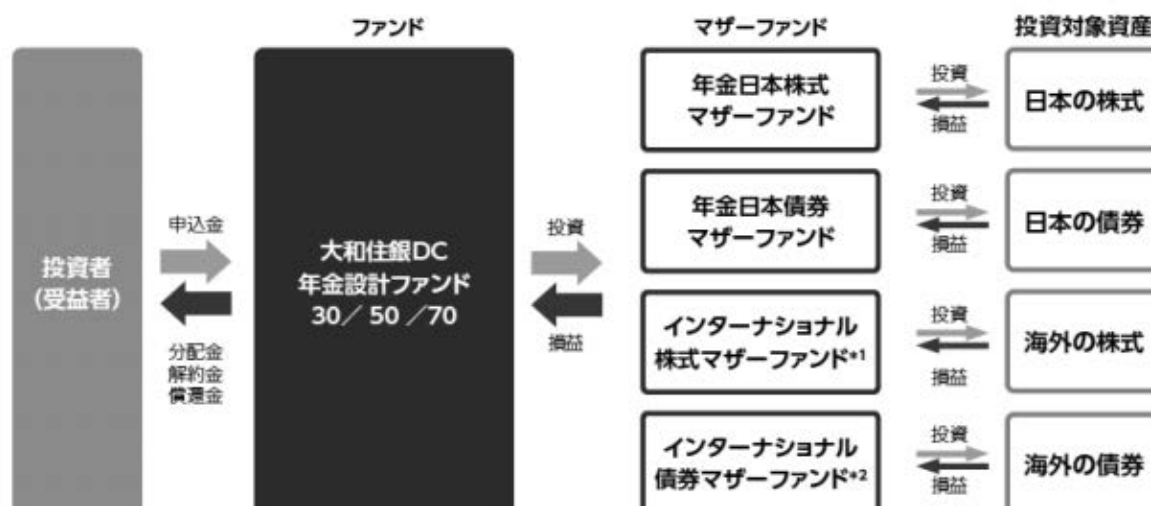 ファンド
マザーファンド
投資対象資産
投資者
(受益者)
申込金
分配金
解約金
償還金
大和住銀DC
年金設計ファンド
30／ 50 ／70
投資
損益
年金日本株式
マザーファンド
投資
損益
日本の株式
年金日本債券
マザーファンド
投資
損益
日本の債券
インターナショナル
株式マザーファンド*1
投資
損益
海外の株式
インターナショナル
債券マザーファンド*2
投資
損益
海外の債券